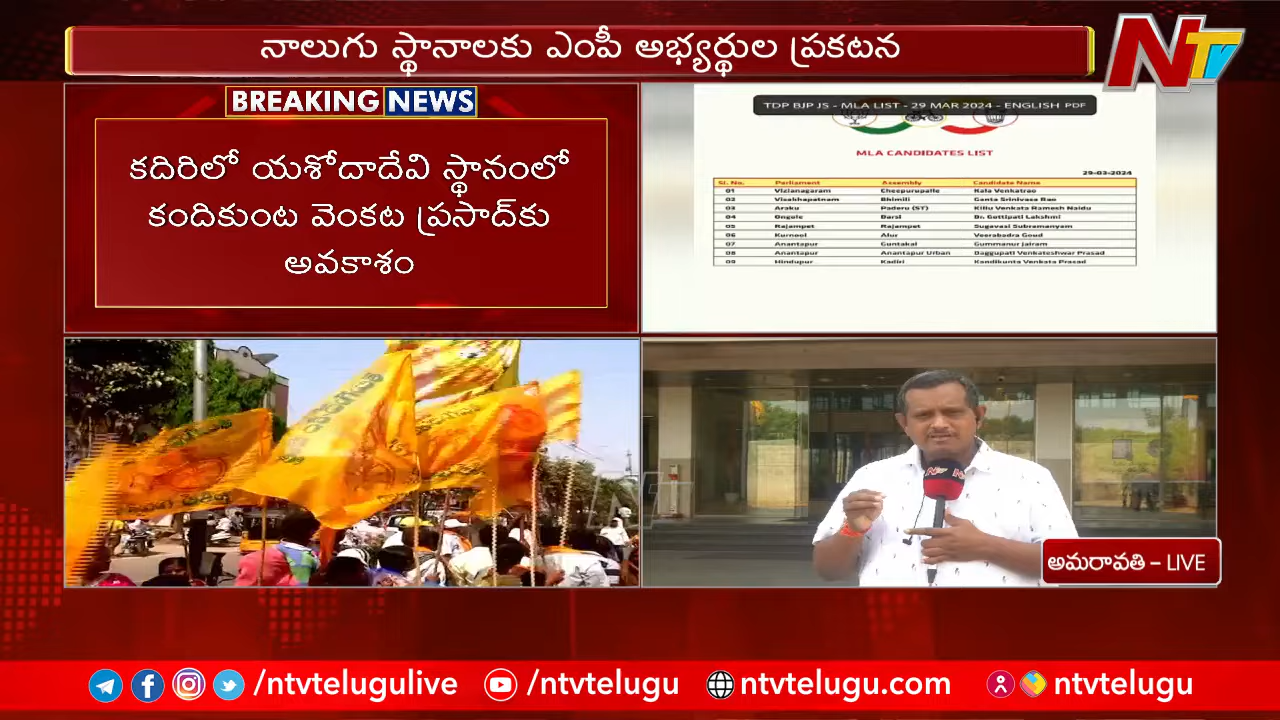 నాలుగు స్థానాలకు ఎంపీ అభ్యర్థుల ప్రకటన
NTV
BREAKING NEWS
కదిరిలో యశోదాదేవి స్థానంలో
ప్రసాద్‌కు
అవకాశం
TDP BJP JS - MLA LIST - 29 MAR 2024 - ENGLISH PDF
MLA CANDIDATES LIST
29-03-2024
Sl. No. Parliament Assembly Candidate Name
01 Vizianagaram Cheepurupalle Kala Venkatrao
02 Visakhapatnam Bhimili Ganta Srinivasa Rao
03 Araku Paderu (ST) Killu Venkata Ramesh Naidu
04 Ongole Darsi Dr. Gottipati Lakshmi
05 Rajampet Rajampet Sugavasi Subramanyam
06 Kurnool Alur Veerabadra Goud
07 Anantapur Guntakal Gummanur Jairam
08 Anantapur Anantapur Urban Daggupati Venkateshwar Prasad
09 Hindupur Kadiri Kandikunta Venkata Prasad
అమరావతి – LIVE
/ntvtelugulive /ntvtelugu ntvtelugu.com ntvtelugu